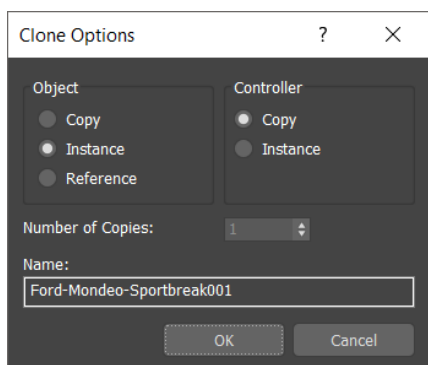 Clone Options ?
Object
Copy
Instance
Reference
Controller
Copy
Instance
Number of Copies: 1
Name:
Ford-Mondeo-Sportbreak001
OK Cancel